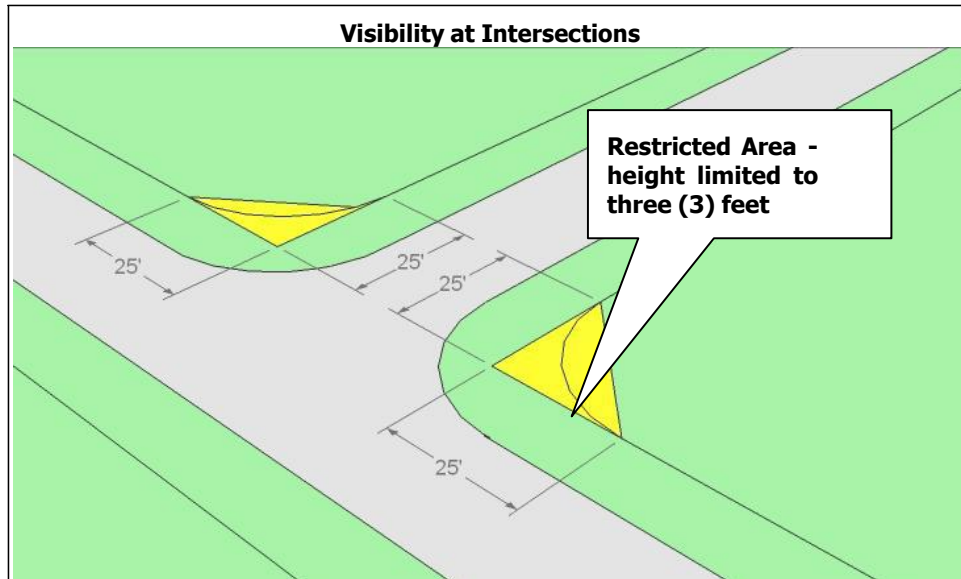 Visibility at Intersections
Restricted Area -
height limited to
three (3) feet
25'
25'
25'
25'